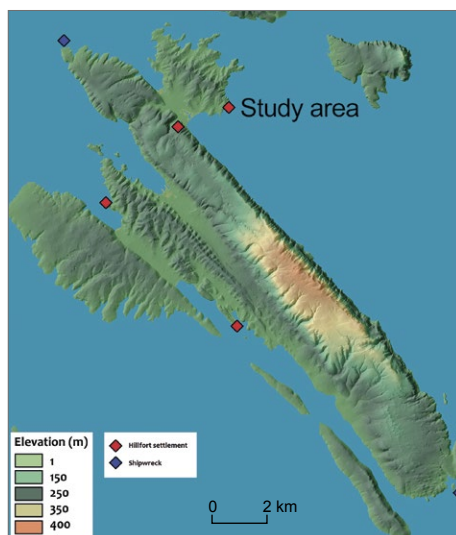 Study area
Elevation (m)
1
150
250
350
400
Hillfort settlement
Shipwreck
0 2 km